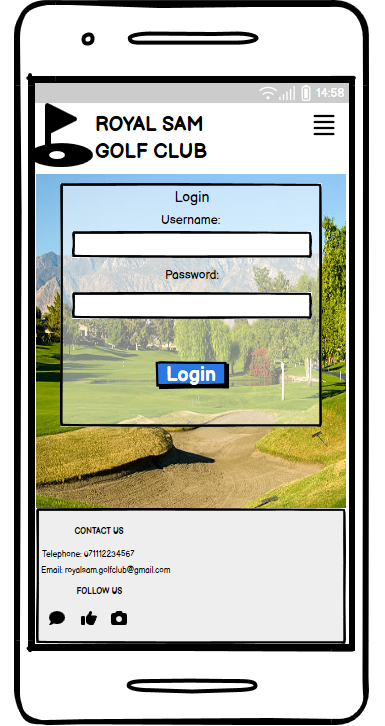 14:58
ROYAL SAM
GOLF CLUB
Login
Username:
Password:
Login
CONTACT US
Telephone: 071112234567
Email: royalsam.golfclub@gmail.com
FOLLOW US